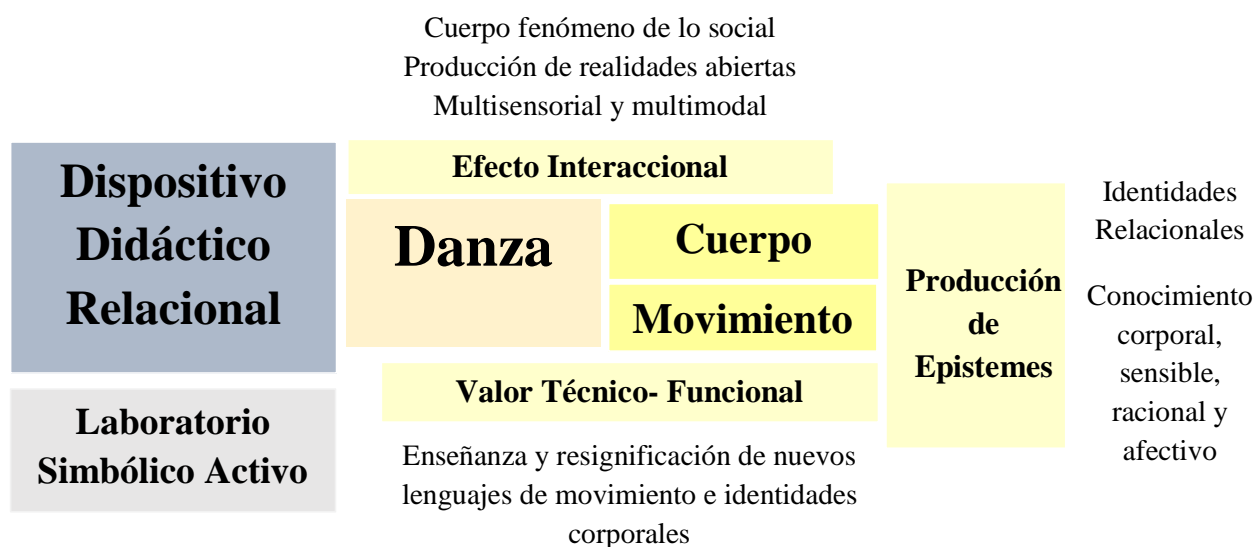 Cuerpo fenómeno de lo social
Producción de realidades abiertas
Multisensorial y multimodal
Dispositivo
Didáctico
Relacional
Laboratorio
Simbólico Activo
Efecto Interaccional
Danza
Cuerpo
Movimiento
Valor Técnico- Funcional
Enseñanza y resignificación de nuevos
lenguajes de movimiento e identidades
corporales
Producción
de
Epistemes
Identidades
Relacionales
Conocimiento
corporal,
sensible,
racional y
afectivo